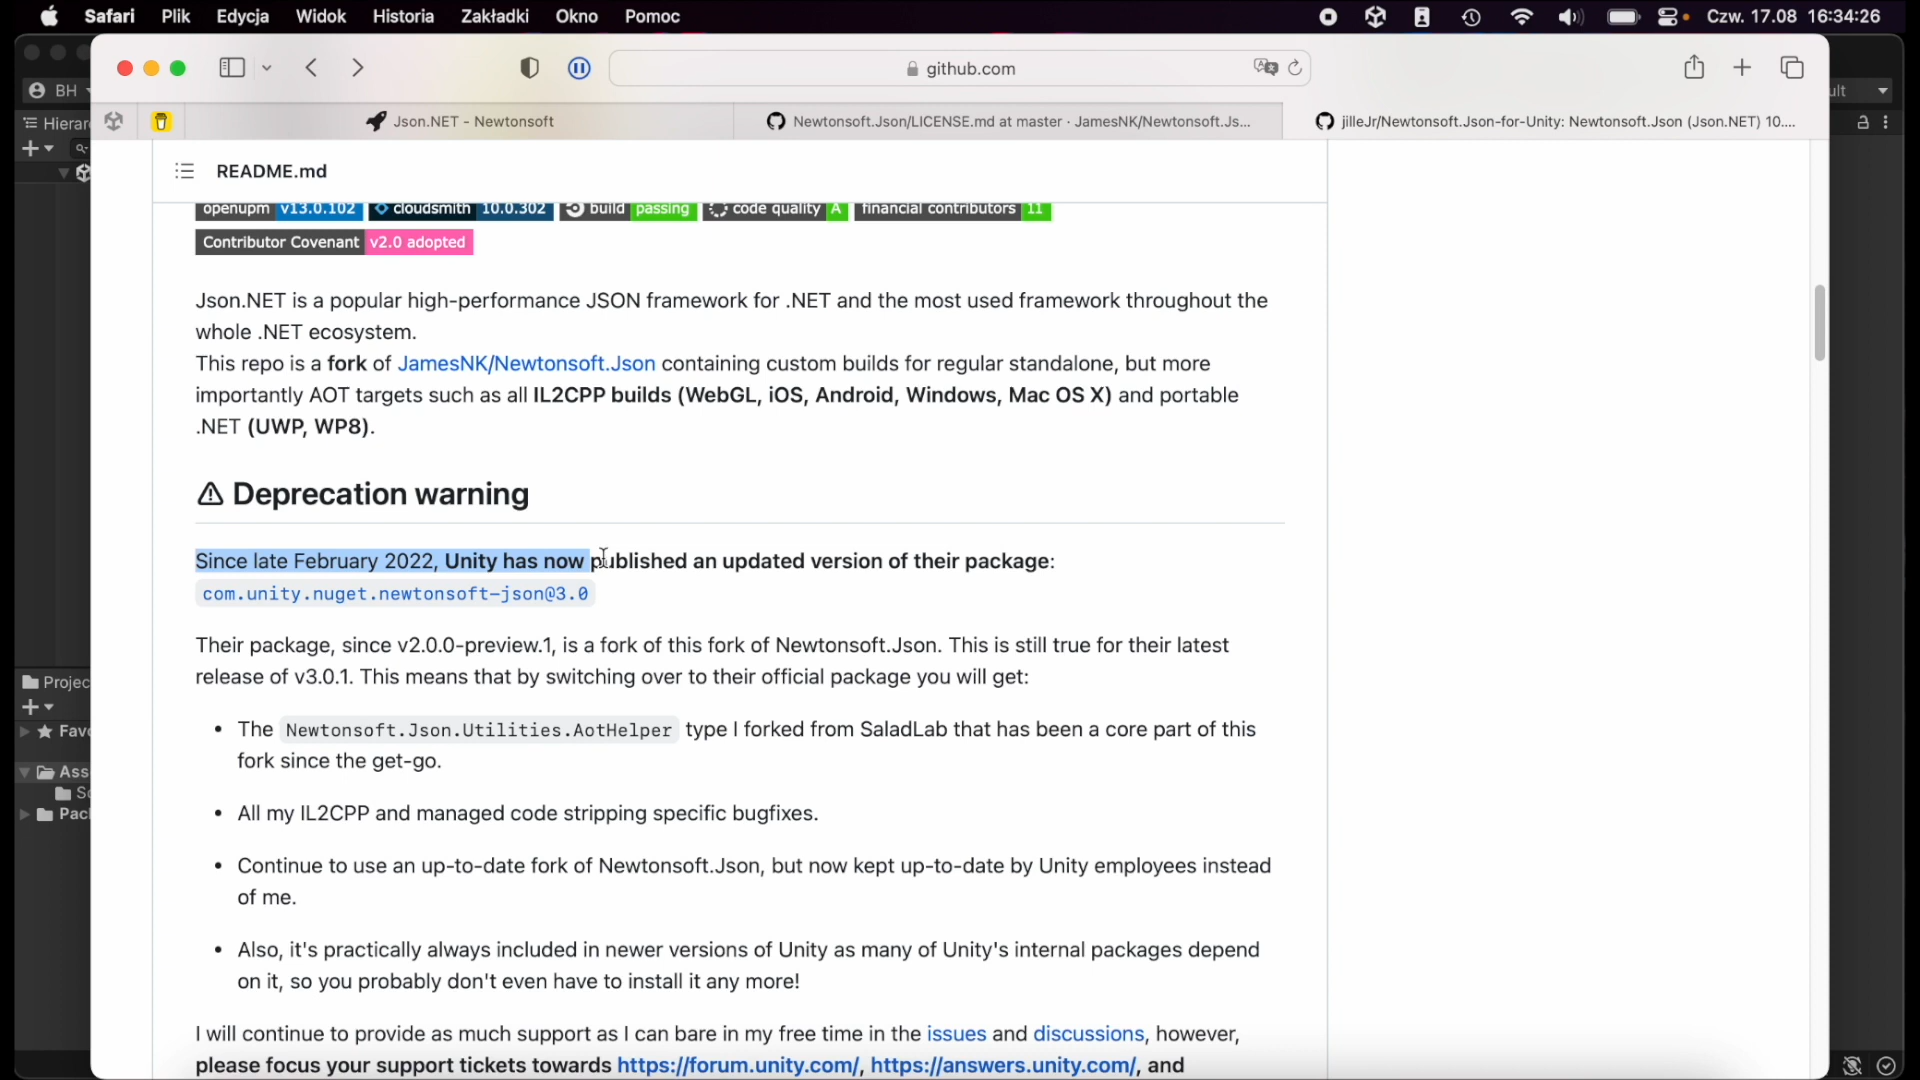 Safari Plik Edycja Widok Historia Zakładki Okno Pomoc Czw. 17.08 16:34:26
github.com
BH
ult
Hierar
Json.NET - Newtonsoft
Newtonsoft.Json/LICENSE.md at master · JamesNK/Newtonsoft.Js...
jilleJr/Newtonsoft.Json-for-Unity: Newtonsoft.Json (Json.NET) 10....
README.md
openupm v13.0.102 cloudsmith 10.0.302 build passing code quality A financial contributors 11
Contributor Covenant v2.0 adopted
Json.NET is a popular high-performance JSON framework for .NET and the most used framework throughout the
whole .NET ecosystem.
This repo is a fork of JamesNK/Newtonsoft.Json containing custom builds for regular standalone, but more
importantly AOT targets such as all IL2CPP builds (WebGL, iOS, Android, Windows, Mac OS X) and portable
.NET (UWP, WP8).
⚠ Deprecation warning
Since late February 2022, Unity has now published an updated version of their package:
com.unity.nuget.newtonsoft-json@3.0
Their package, since v2.0.0-preview.1, is a fork of this fork of Newtonsoft.Json. This is still true for their latest
release of v3.0.1. This means that by switching over to their official package you will get:
• The Newtonsoft.Json.Utilities.AotHelper type I forked from SaladLab that has been a core part of this
fork since the get-go.
• All my IL2CPP and managed code stripping specific bugfixes.
• Continue to use an up-to-date fork of Newtonsoft.Json, but now kept up-to-date by Unity employees instead
of me.
• Also, it's practically always included in newer versions of Unity as many of Unity's internal packages depend
on it, so you probably don't even have to install it any more!
I will continue to provide as much support as I can bare in my free time in the issues and discussions, however,
please focus your support tickets towards https://forum.unity.com/, https://answers.unity.com/, and
Projec
Favo
Ass
Sc
Pacl